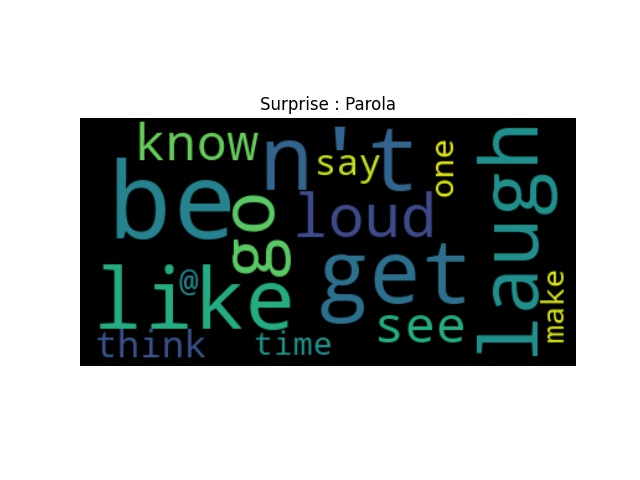 Surprise : Parola
know
n't
say
one
laugh
be
go
loud
like
@
get
see
make
think
time